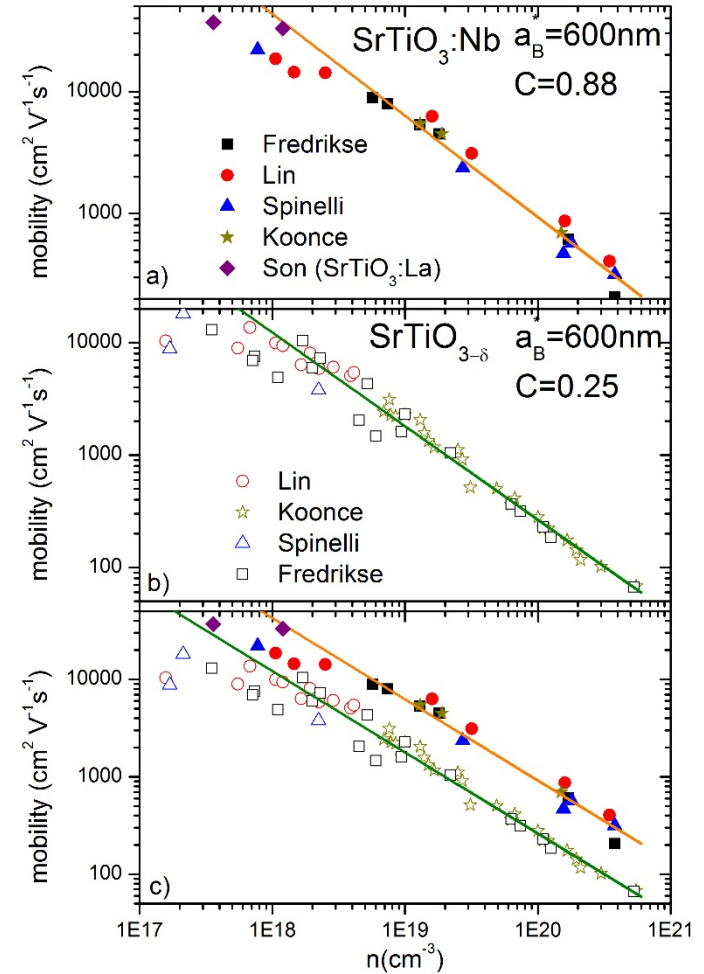 SrTiO₃:Nb a*_B=600nm
C=0.88
mobility (cm² V⁻¹s⁻¹)
10000
1000
Fredrikse
Lin
Spinelli
Koonce
Son (SrTiO₃:La)
a)
SrTiO₃₋δ a*_B=600nm
C=0.25
mobility (cm² V⁻¹s⁻¹)
10000
1000
100
Lin
Koonce
Spinelli
Fredrikse
b)
mobility (cm² V⁻¹s⁻¹)
10000
1000
100
c)
1E17 1E18 1E19 1E20 1E21
n(cm⁻³)